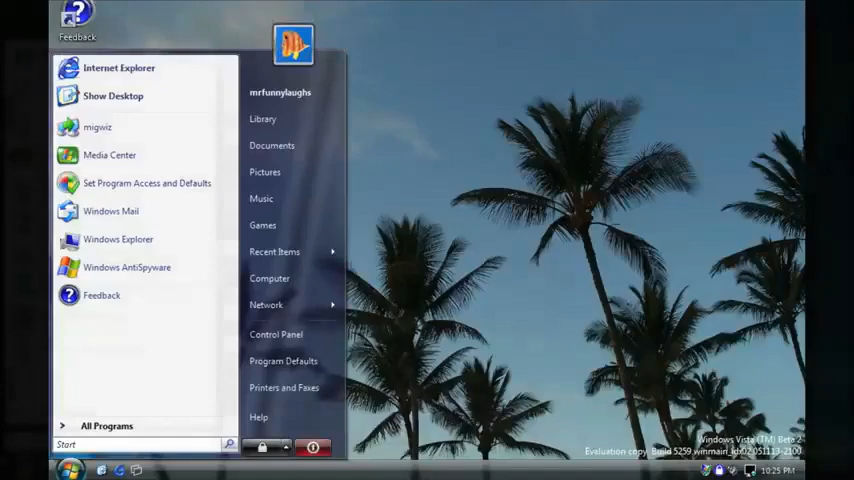 Feedback
Internet Explorer
Show Desktop
migwiz
Media Center
Set Program Access and Defaults
Windows Mail
Windows Explorer
Windows AntiSpyware
Feedback
All Programs
Start
mrfunnylaughs
Library
Documents
Pictures
Music
Games
Recent Items
Computer
Network
Control Panel
Program Defaults
Printers and Faxes
Help
Windows Vista (TM) Beta 2
Evaluation copy. Build 5259.winmain_idx02.051113-2100
10:25 PM